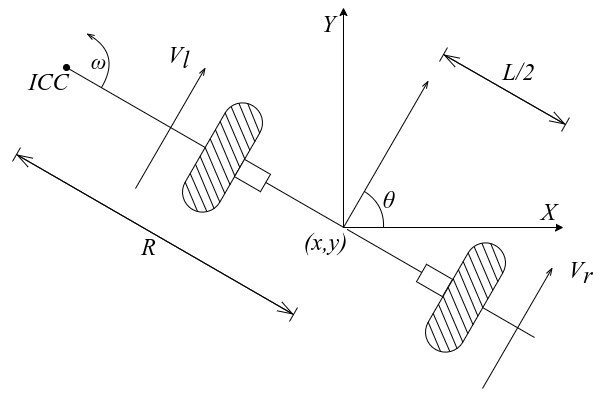 Y
V_l
ω
L/2
ICC
θ
X
(x,y)
R
V_r